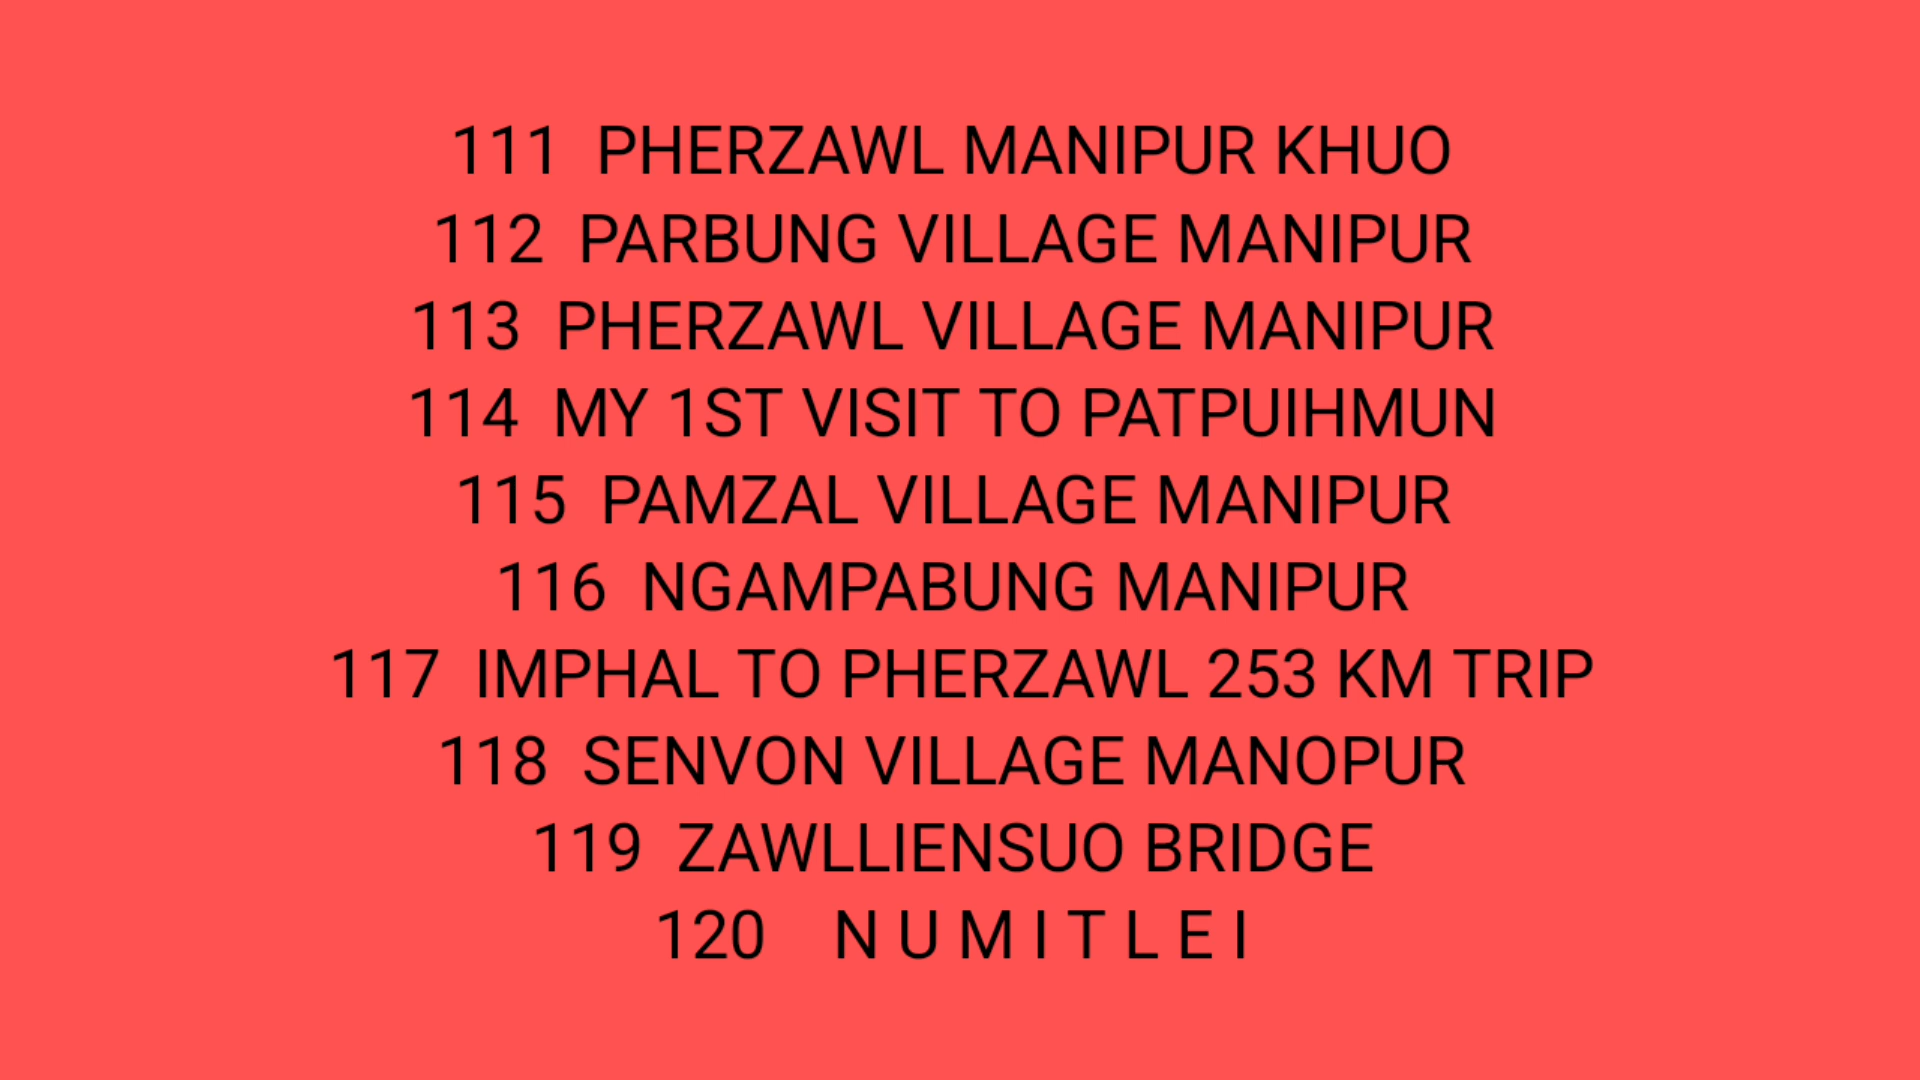 111 PHERZAWL MANIPUR KHUO
112 PARBUNG VILLAGE MANIPUR
113 PHERZAWL VILLAGE MANIPUR
114 MY 1ST VISIT TO PATPUIHMUN
115 PAMZAL VILLAGE MANIPUR
116 NGAMPABUNG MANIPUR
117 IMPHAL TO PHERZAWL 253 KM TRIP
118 SENVON VILLAGE MANOPUR
119 ZAWLLIENSUO BRIDGE
120 N U M I T L E I